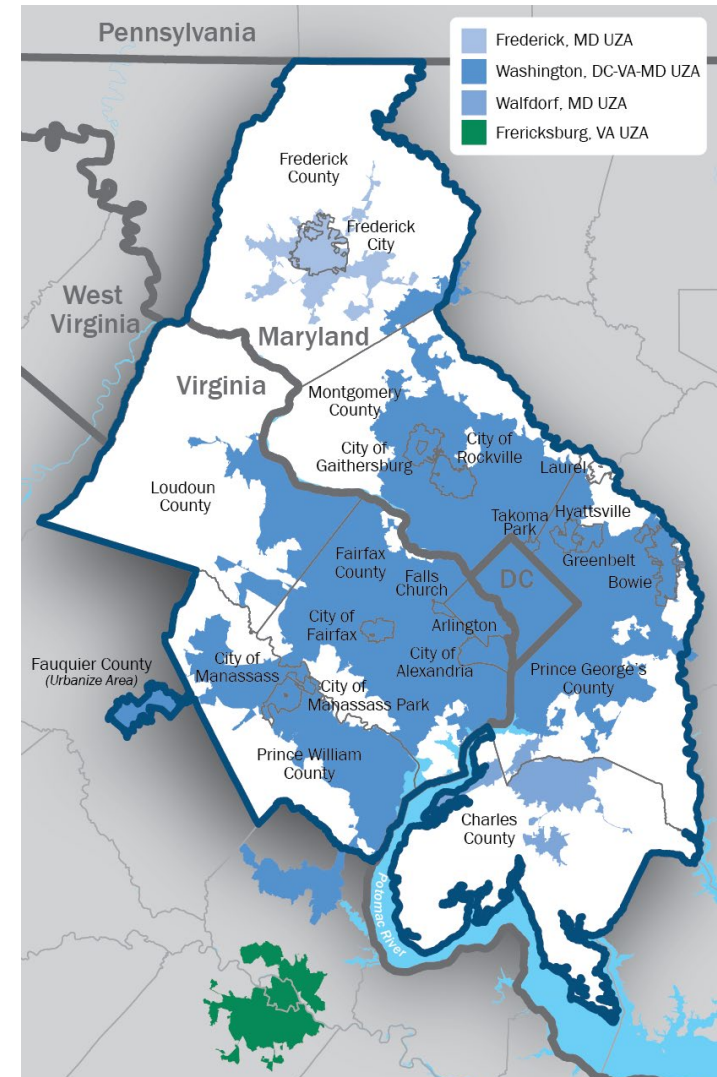 Pennsylvania
Frederick, MD UZA
Washington, DC-VA-MD UZA
Walfdorf, MD UZA
Frericksburg, VA UZA
Frederick
County
Frederick
City
West
Virginia
Maryland
Virginia
Montgomery
County
City of
Gaithersburg
City of
Rockville
Laurel
Loudoun
County
Takoma
Park
Hyattsville
Greenbelt
Bowie
Fairfax
County
Falls
Church
DC
City of
Fairfax
Arlington
City of
Alexandria
Fauquier County
(Urbanize Area)
City of
Manassass
City of
Manassass Park
Prince George's
County
Prince William
County
Charles
County
Potomac River